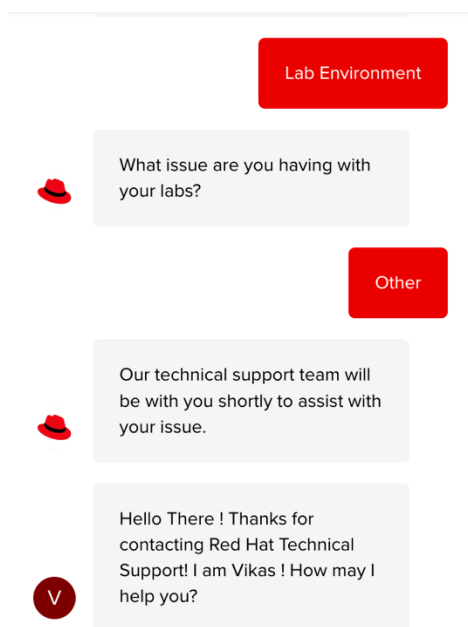 Lab Environment
What issue are you having with
your labs?
Other
Our technical support team will
be with you shortly to assist with
your issue.
Hello There ! Thanks for
contacting Red Hat Technical
Support! I am Vikas ! How may I
help you?
V